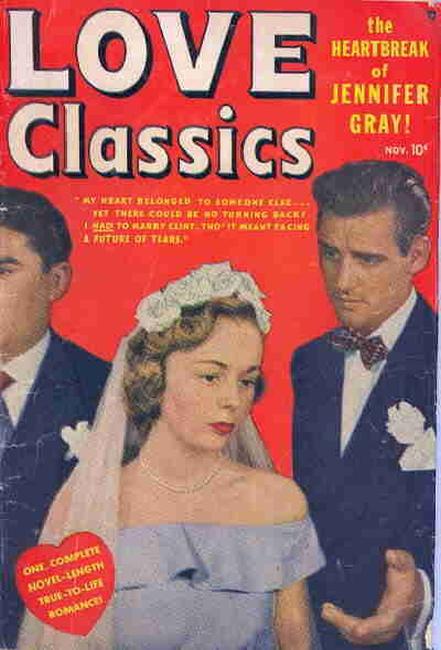 LOVE
Classics
the
HEARTBREAK
of
JENNIFER
GRAY!
NOV. 10¢
"MY HEART BELONGED TO SOMEONE ELSE...
YET THERE COULD BE NO TURNING BACK!
I HAD TO MARRY CLINT, THO' IT MEANT FACING
A FUTURE OF TEARS."
ONE COMPLETE
NOVEL-LENGTH
TRUE-TO-LIFE
ROMANCE!